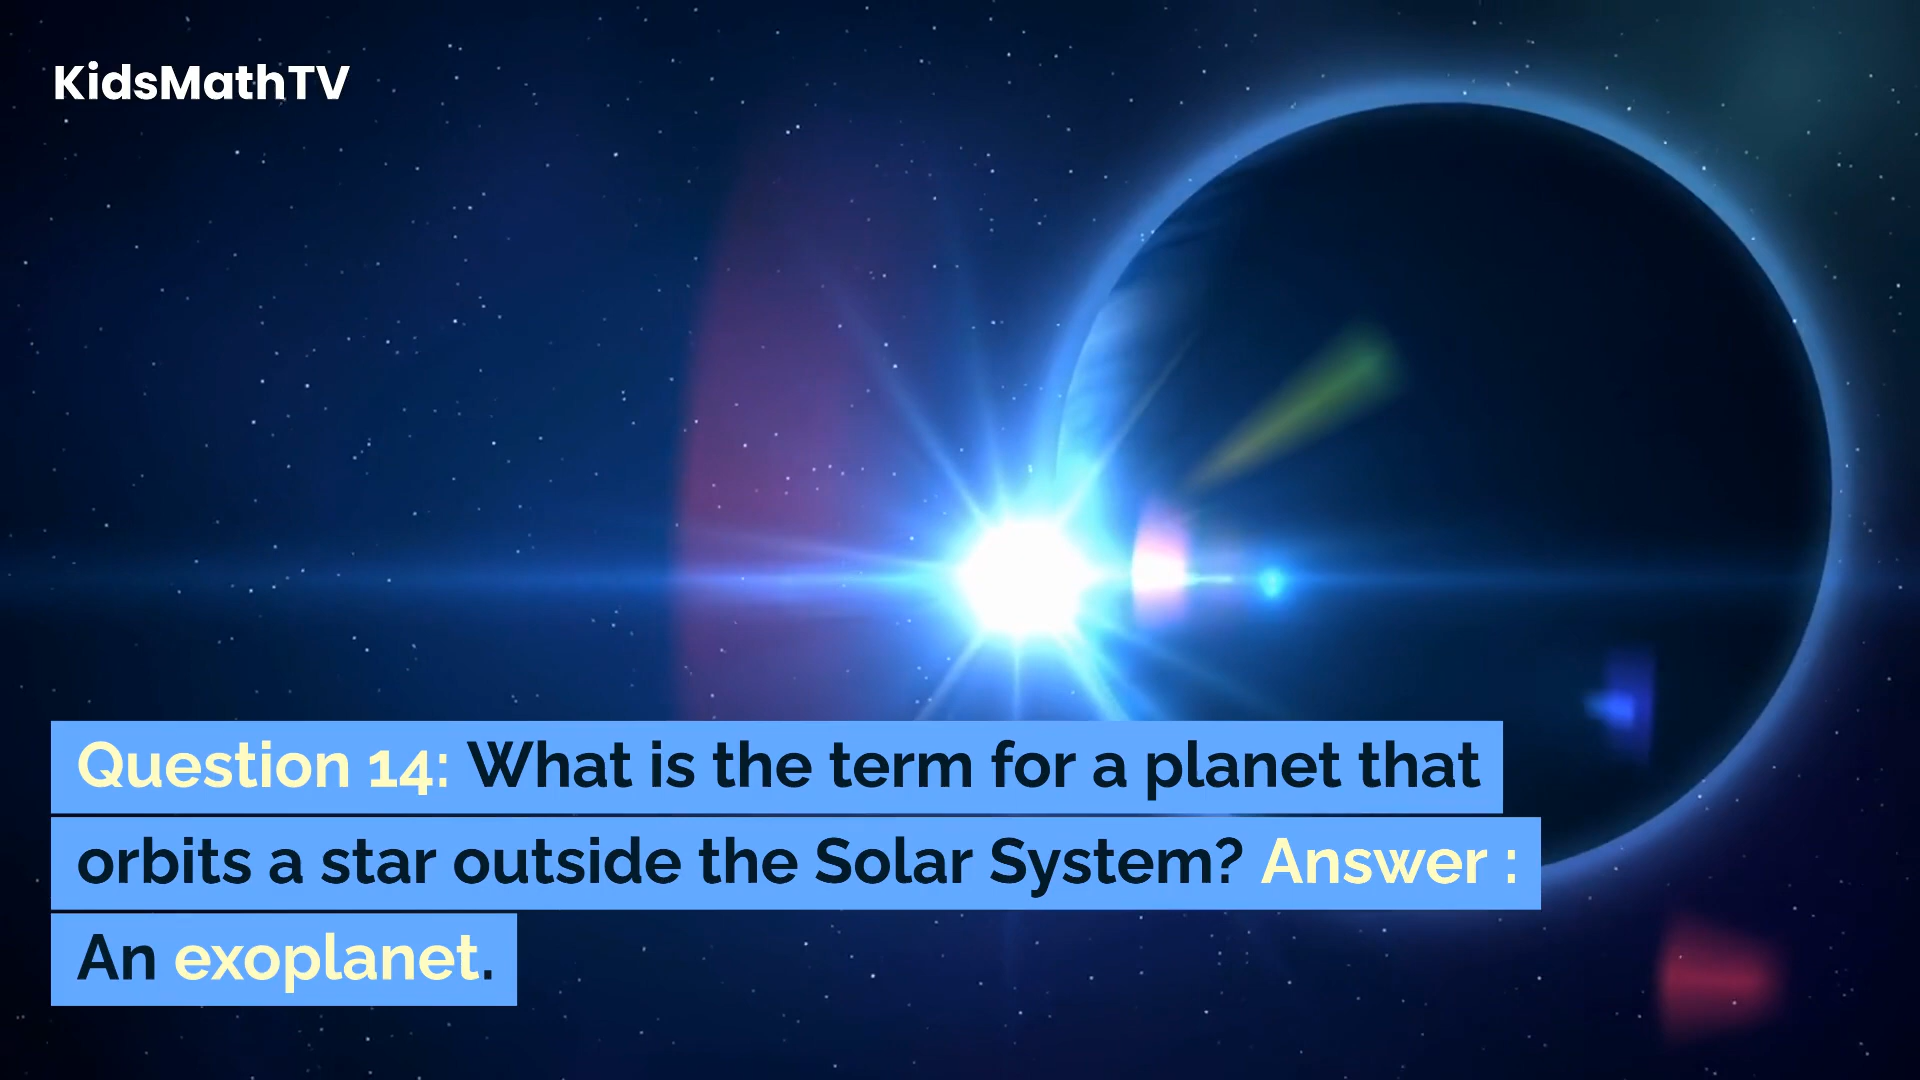 KidsMathTV
Question 14: What is the term for a planet that
orbits a star outside the Solar System? Answer :
An exoplanet.